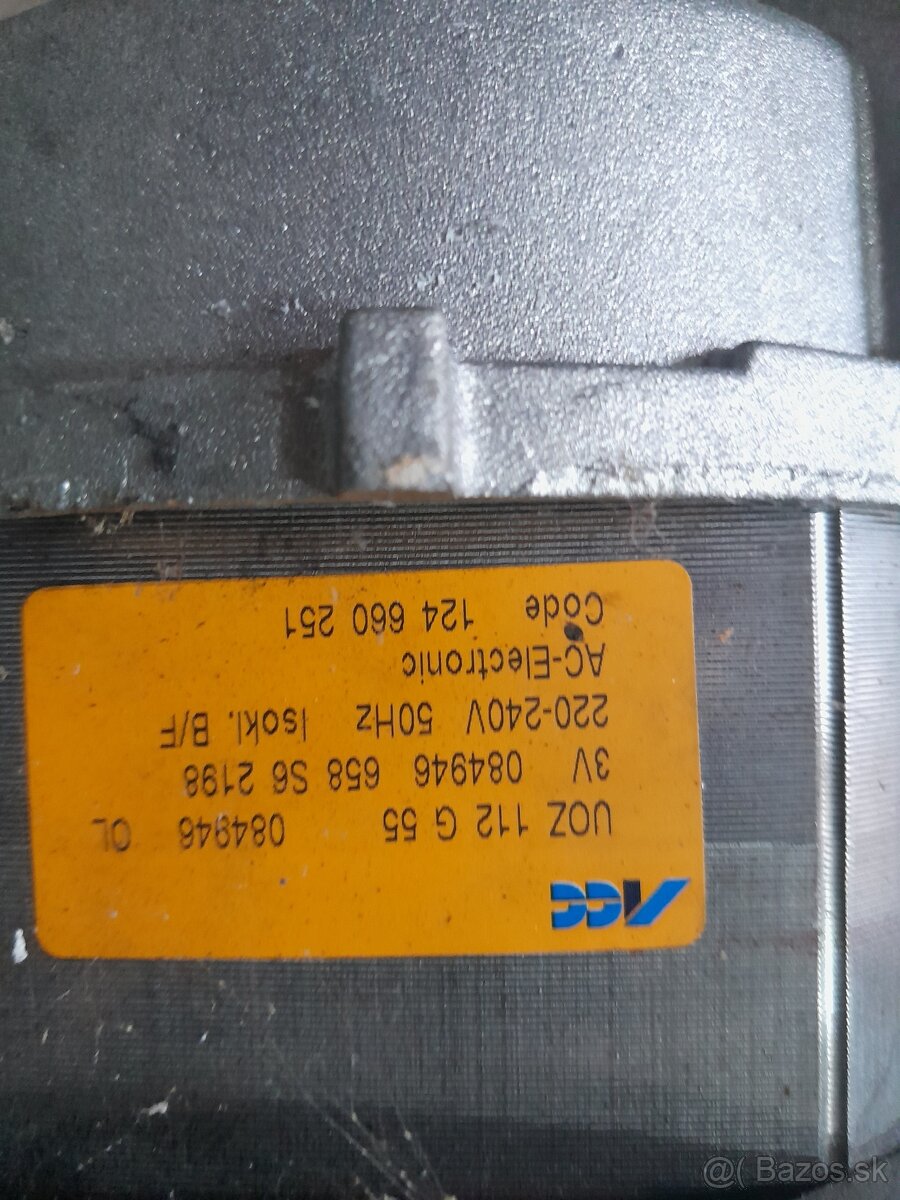 ACC
UOZ 112 G 55 084946 OL
3V 084946 658 S6 2198
220-240V 50Hz Isokl. B/F
AC-Electronic
Code 124 660 251
@( Bazos.sk